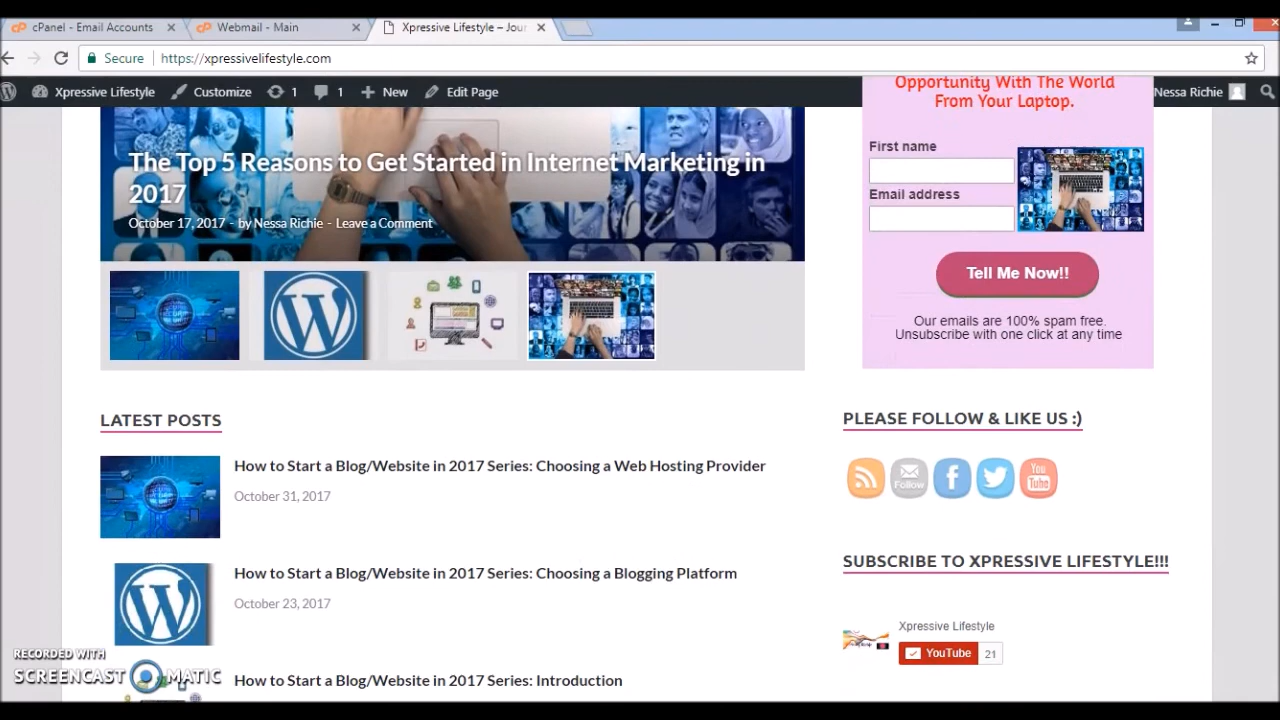 cPanel - Email Accounts
Webmail - Main
Xpressive Lifestyle – Jou
Secure
https://xpressivelifestyle.com
Xpressive Lifestyle
Customize
1
1
New
Edit Page
Nessa Richie
The Top 5 Reasons to Get Started in Internet Marketing in
2017
October 17, 2017 - by Nessa Richie - Leave a Comment
Opportunity With The World
From Your Laptop.
First name
Email address
Tell Me Now!!
Our emails are 100% spam free.
Unsubscribe with one click at any time
LATEST POSTS
How to Start a Blog/Website in 2017 Series: Choosing a Web Hosting Provider
October 31, 2017
How to Start a Blog/Website in 2017 Series: Choosing a Blogging Platform
October 23, 2017
How to Start a Blog/Website in 2017 Series: Introduction
PLEASE FOLLOW & LIKE US :)
Follow
You
Tube
SUBSCRIBE TO XPRESSIVE LIFESTYLE!!!
Xpressive Lifestyle
YouTube
21
RECORDED WITH
SCREENCAST MATIC